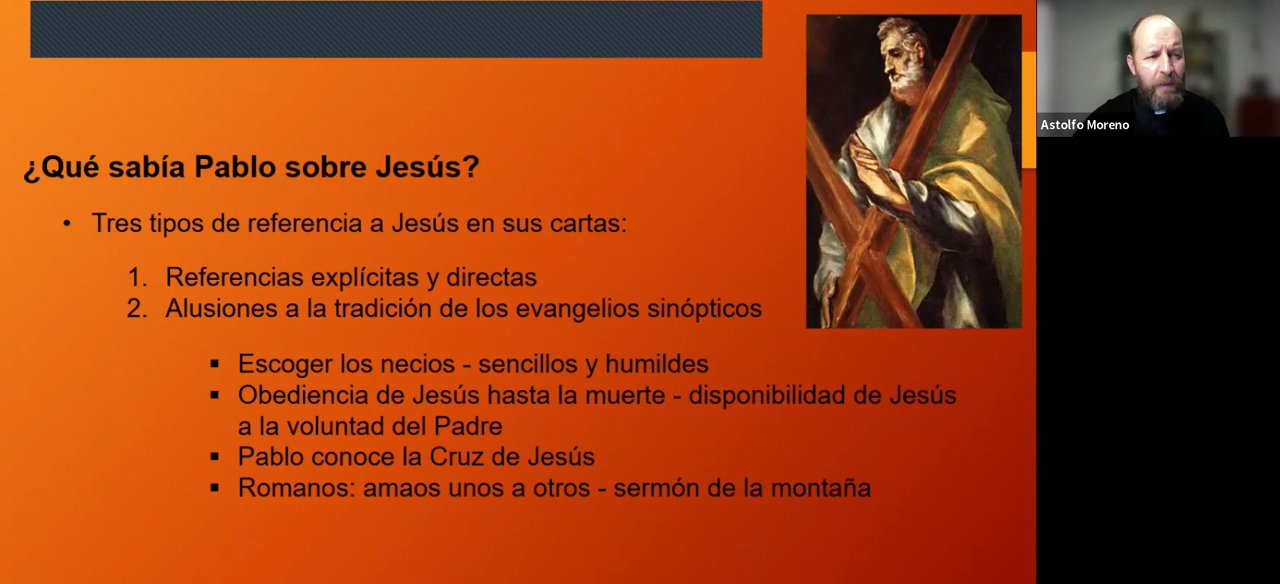 ¿Qué sabía Pablo sobre Jesús?
• Tres tipos de referencia a Jesús en sus cartas:
1. Referencias explícitas y directas
2. Alusiones a la tradición de los evangelios sinópticos
▪ Escoger los necios - sencillos y humildes
▪ Obediencia de Jesús hasta la muerte - disponibilidad de Jesús
a la voluntad del Padre
▪ Pablo conoce la Cruz de Jesús
▪ Romanos: amaos unos a otros - sermón de la montaña
Astolfo Moreno